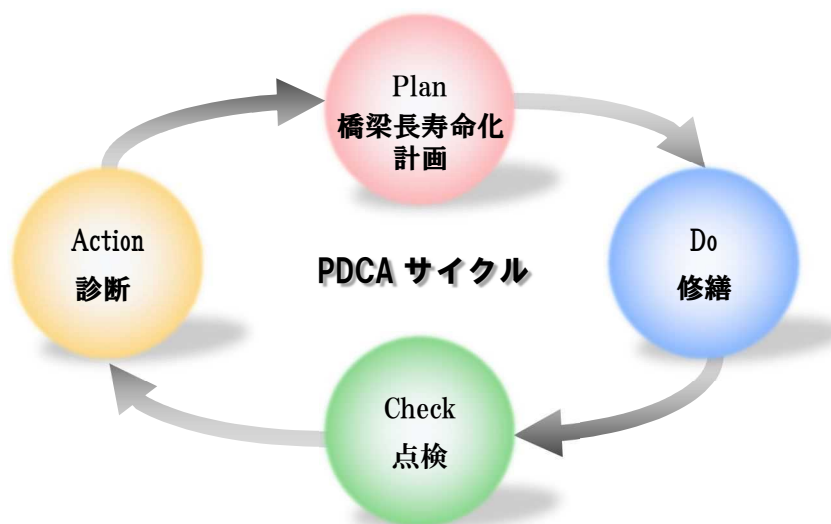 Plan
橋梁長寿命化
計画
Action
診断
PDCA サイクル
Do
修繕
Check
点検